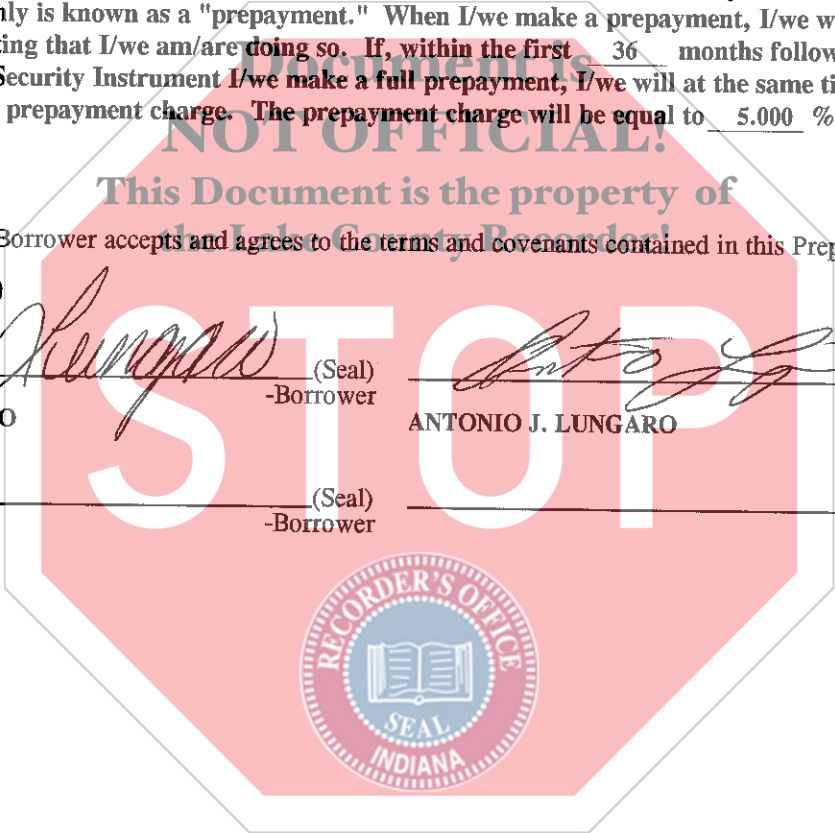 nly is known as a "prepayment." When I/we make a prepayment, I/we w
ting that I/we am/are doing so. If, within the first 36 months follow
Security Instrument I/we make a full prepayment, I/we will at the same ti
prepayment charge. The prepayment charge will be equal to 5.000 %
Document is
NOT OFFICIAL!
This Document is the property of
the Lake County Recorder!
Borrower accepts and agrees to the terms and covenants contained in this Prep
Lungaro
(Seal)
-Borrower
O
ANTONIO J. LUNGARO
STOP
(Seal)
-Borrower
RECORDER'S OFFICE
SEAL
INDIANA